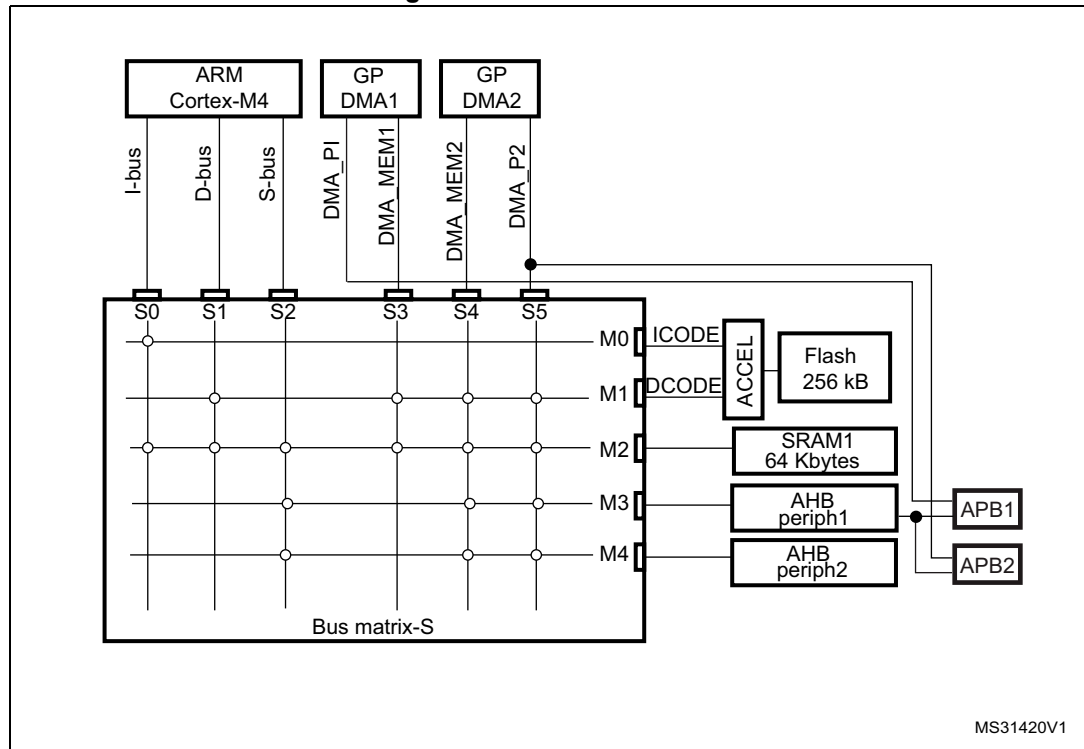 ARM
Cortex-M4
GP
DMA1
GP
DMA2
I-bus
D-bus
S-bus
DMA_PI
DMA_MEM1
DMA_MEM2
DMA_P2
S0
S1
S2
S3
S4
S5
M0
ICODE
ACCEL
Flash
256 kB
M1
DCODE
M2
SRAM1
64 Kbytes
M3
AHB
periph1
APB1
M4
AHB
periph2
APB2
Bus matrix-S
MS31420V1